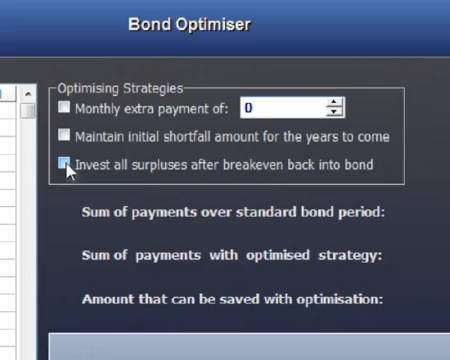 Bond Optimiser
Optimising Strategies
Monthly extra payment of: 0
Maintain initial shortfall amount for the years to come
Invest all surpluses after breakeven back into bond
Sum of payments over standard bond period:
Sum of payments with optimised strategy:
Amount that can be saved with optimisation: